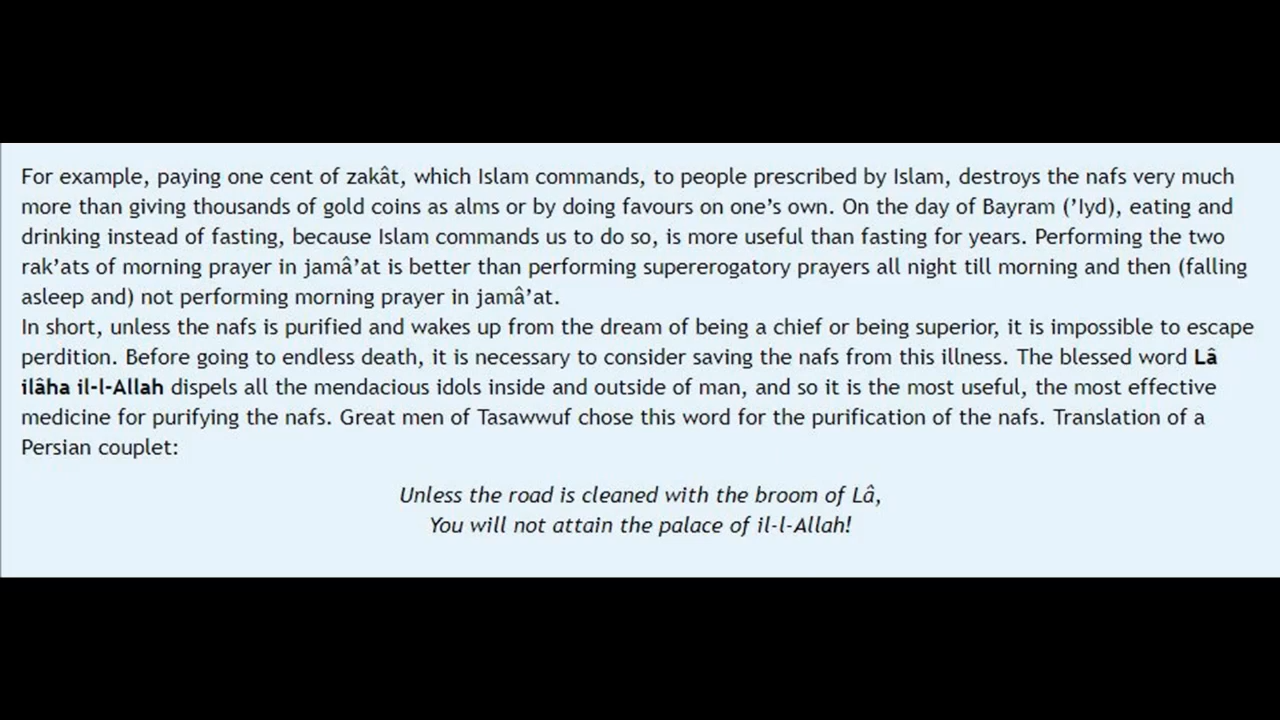 For example, paying one cent of zakât, which Islam commands, to people prescribed by Islam, destroys the nafs very much
more than giving thousands of gold coins as alms or by doing favours on one’s own. On the day of Bayram (’Iyd), eating and
drinking instead of fasting, because Islam commands us to do so, is more useful than fasting for years. Performing the two
rak’ats of morning prayer in jamâ’at is better than performing supererogatory prayers all night till morning and then (falling
asleep and) not performing morning prayer in jamâ’at.
In short, unless the nafs is purified and wakes up from the dream of being a chief or being superior, it is impossible to escape
perdition. Before going to endless death, it is necessary to consider saving the nafs from this illness. The blessed word Lâ
ilâha il-l-Allah dispels all the mendacious idols inside and outside of man, and so it is the most useful, the most effective
medicine for purifying the nafs. Great men of Tasawwuf chose this word for the purification of the nafs. Translation of a
Persian couplet:
Unless the road is cleaned with the broom of Lâ,
You will not attain the palace of il-l-Allah!